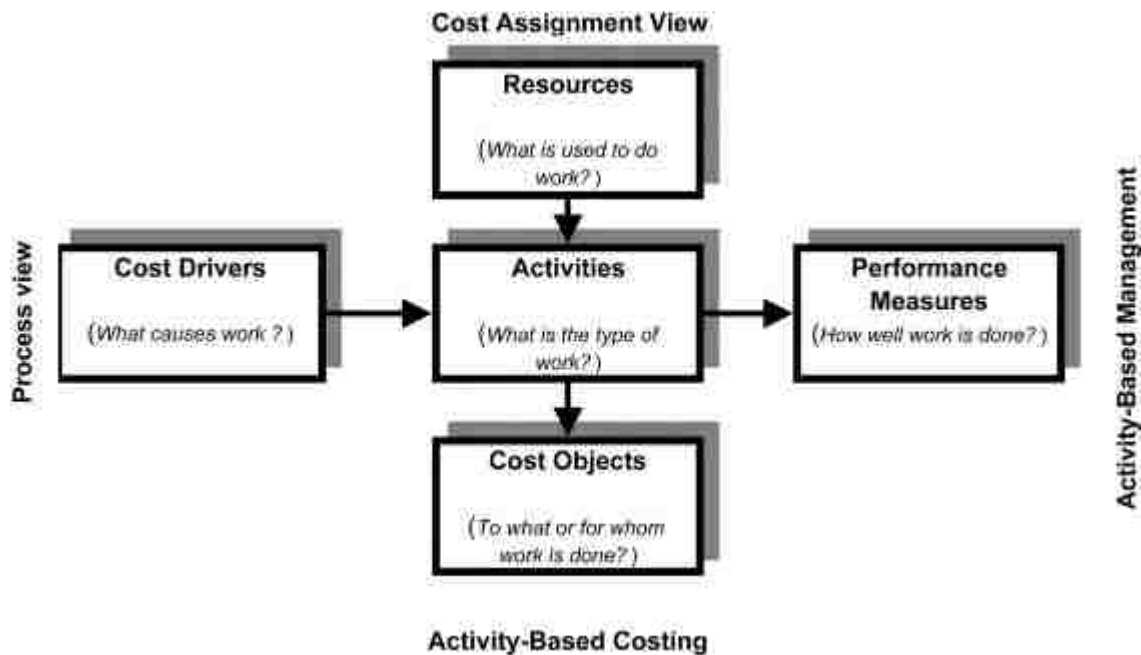 Cost Assignment View
Resources
(What is used to do
work?)
Process view
Cost Drivers
(What causes work ?)
Activities
(What is the type of
work?)
Performance
Measures
(How well work is done?)
Activity-Based Management
Cost Objects
(To what or for whom
work is done?)
Activity-Based Costing